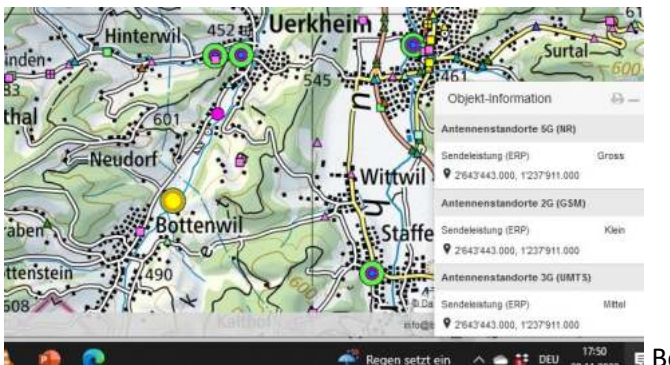 Hinterwil
452
Uerkheim
Surtal
600
545
461
601
thal
Neudorf
Wittwil
Bottenwil
Staffe
ttenstein
490
508
600
Kalthof
Objekt-Information
Antennenstandorte 5G (NR)
Sendeleistung (ERP) Gross
2'643'443.000, 1'237'911.000
Antennenstandorte 2G (GSM)
Sendeleistung (ERP) Klein
2'643'443.000, 1'237'911.000
Antennenstandorte 3G (UMTS)
Sendeleistung (ERP) Mittel
2'643'443.000, 1'237'911.000
Regen setzt ein DEU 17:50